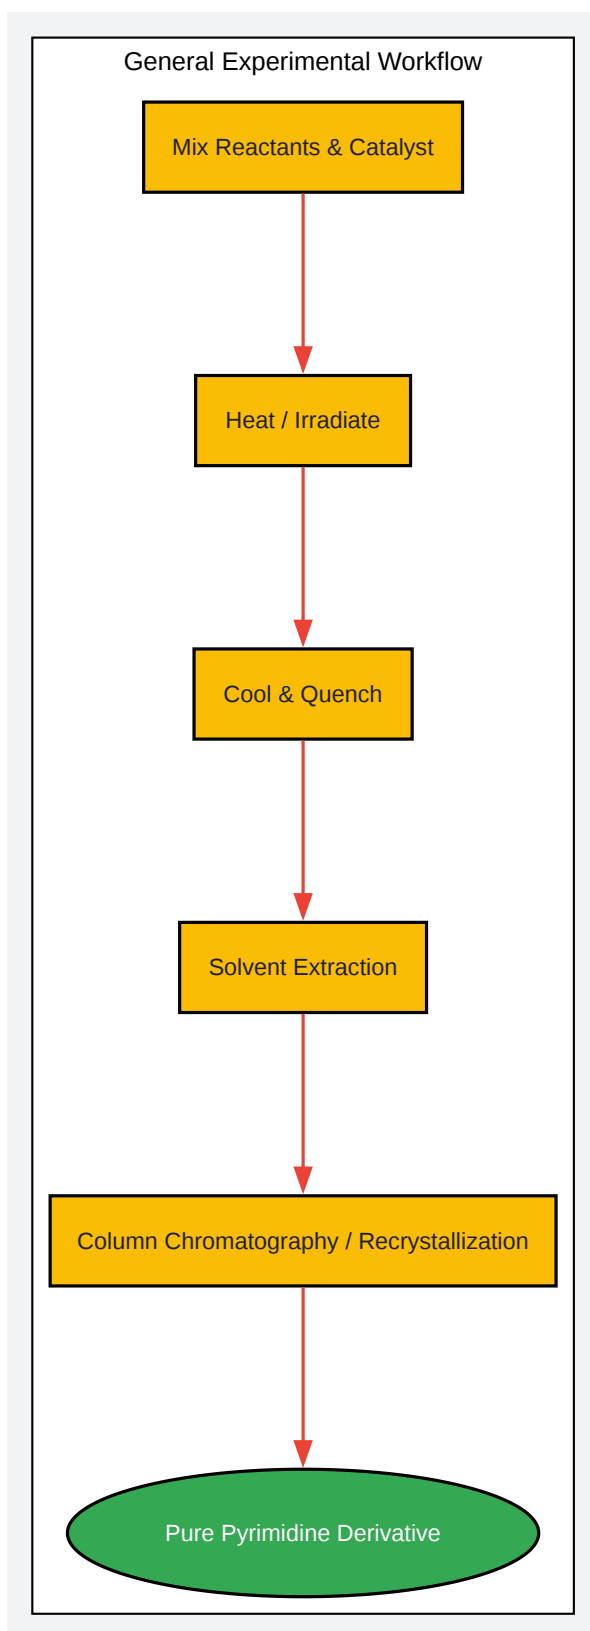 General Experimental Workflow
Mix Reactants & Catalyst
Heat / Irradiate
Cool & Quench
Solvent Extraction
Column Chromatography / Recrystallization
Pure Pyrimidine Derivative